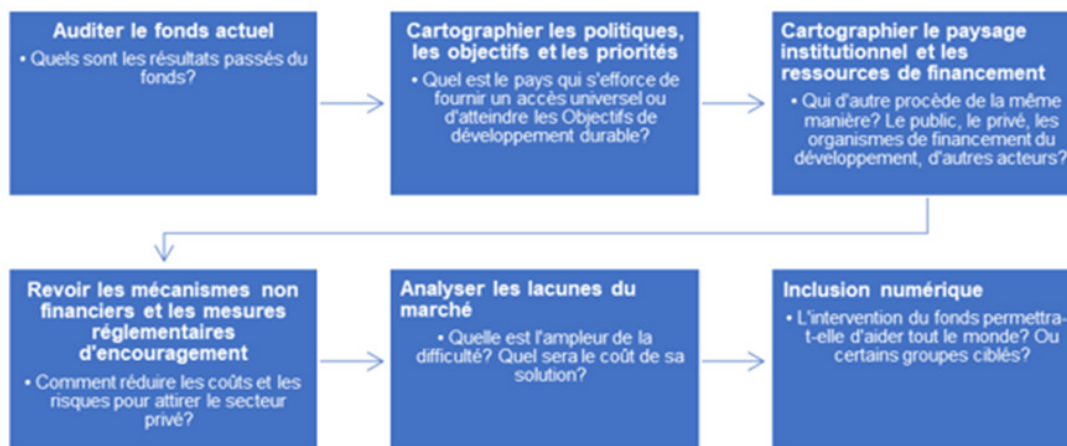 Auditer le fonds actuel
• Quels sont les résultats passés du
fonds?
Cartographier les politiques,
les objectifs et les priorités
• Quel est le pays qui s'efforce de
fournir un accès universel ou
d'atteindre les Objectifs de
développement durable?
Cartographier le paysage
institutionnel et les
ressources de financement
• Qui d'autre procède de la même
manière? Le public, le privé, les
organismes de financement du
développement, d'autres acteurs?
Revoir les mécanismes non
financiers et les mesures
réglementaires
d'encouragement
• Comment réduire les coûts et les
risques pour attirer le secteur
privé?
Analyser les lacunes du
marché
• Quelle est l'ampleur de la
difficulté? Quel sera le coût de sa
solution?
Inclusion numérique
• L'intervention du fonds permettra-
t-elle d'aider tout le monde? Ou
certains groupes ciblés?